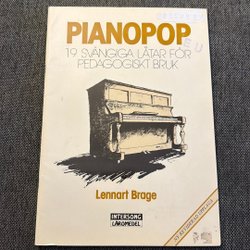 PIANOPOP
19 SVÄNGIGA LÅTAR FÖR
PEDAGOGISKT BRUK
Lennart Brage
INTERSONG
LÄROMEDEL